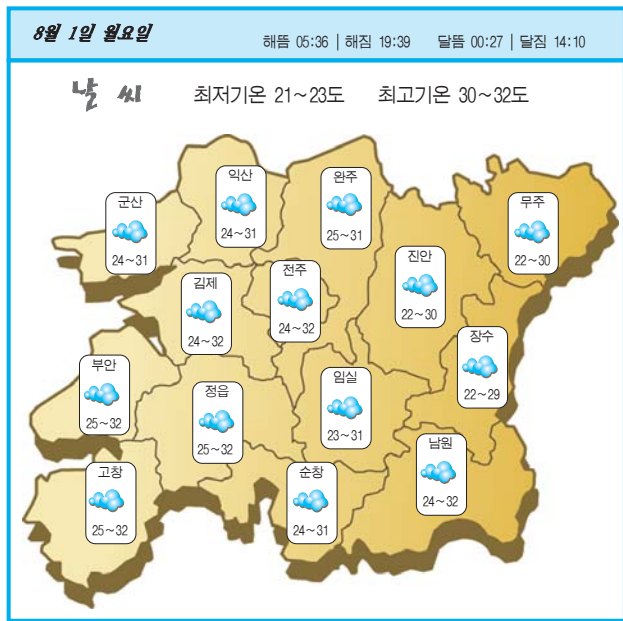 8월 1일 월요일
해뜸 05:36 | 해짐 19:39 달뜸 00:27 | 달짐 14:10
날 씨 최저기온 21~23도 최고기온 30~32도
익산
24~31
완주
25~31
군산
24~31
무주
22~30
진안
22~30
전주
24~32
김제
24~32
장수
22~29
부안
25~32
정읍
25~32
임실
23~31
남원
24~32
고창
25~32
순창
24~31